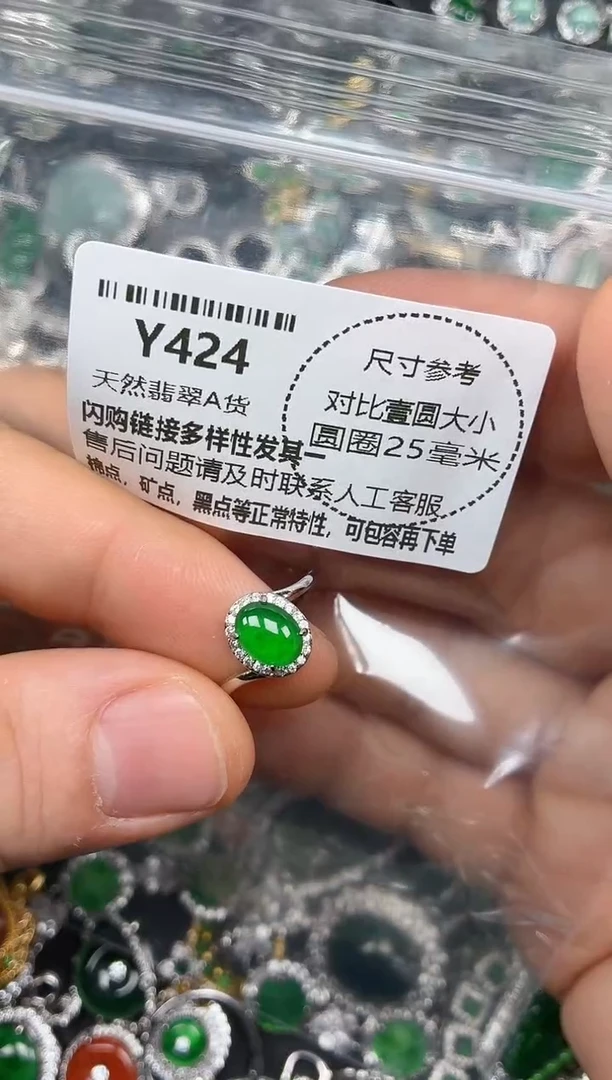 Y424
天然翡翠A货
闪购链接多样性发其一
售后问题请及时联系人工客服
棉点，矿点，黑点等正常特性，可包容再下单
尺寸参考
对比壹圆大小
圆圈25毫米